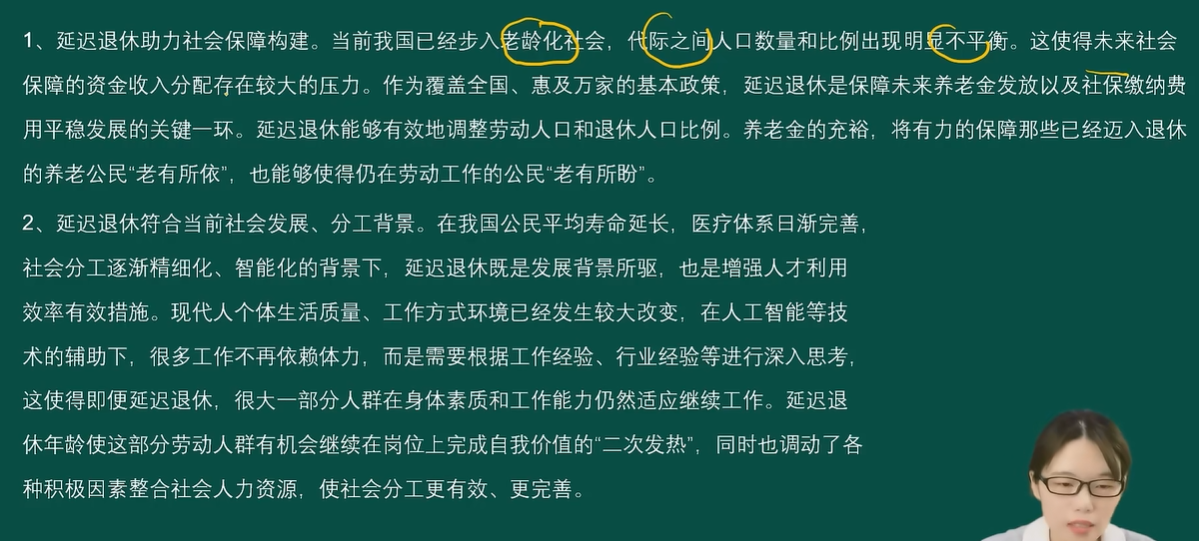 1、延迟退休助力社会保障构建。当前我国已经步入老龄化社会，代际之间人口数量和比例出现明显不平衡。这使得未来社会
保障的资金收入分配存在较大的压力。作为覆盖全国、惠及万家的基本政策，延迟退休是保障未来养老金发放以及社保缴纳费
用平稳发展的关键一环。延迟退休能够有效地调整劳动人口和退休人口比例。养老金的充裕，将有力的保障那些已经迈入退休
的养老公民“老有所依”，也能够使得仍在劳动工作的公民“老有所盼”。
2、延迟退休符合当前社会发展、分工背景。在我国公民平均寿命延长，医疗体系日渐完善，
社会分工逐渐精细化、智能化的背景下，延迟退休既是发展背景所驱，也是增强人才利用
效率有效措施。现代人个体生活质量、工作方式环境已经发生较大改变，在人工智能等技
术的辅助下，很多工作不再依赖体力，而是需要根据工作经验、行业经验等进行深入思考，
这使得即便延迟退休，很大一部分人群在身体素质和工作能力仍然适应继续工作。延迟退
休年龄使这部分劳动人群有机会继续在岗位上完成自我价值的“二次发热”，同时也调动了各
种积极因素整合社会人力资源，使社会分工更有效、更完善。